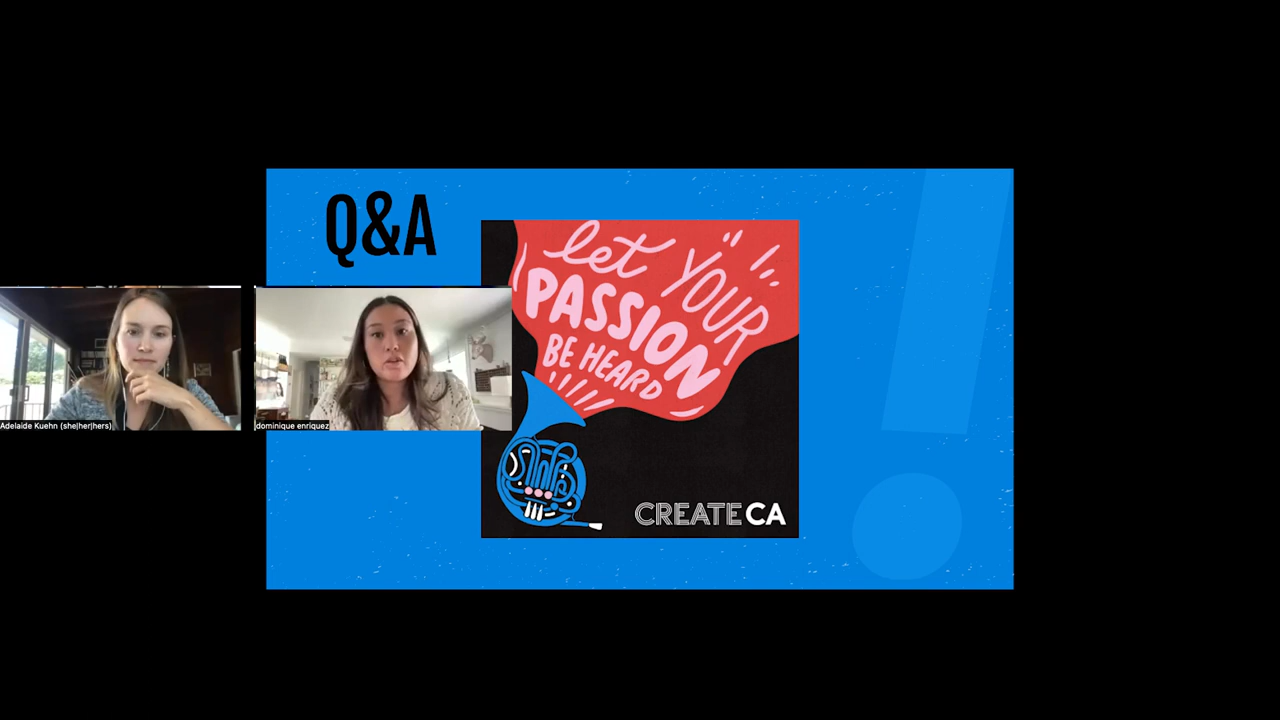 Q&A
let YOUR
PASSION
BE HEARD
Adelaide Kuehn (she|her|hers)
dominique enriquez
CREATE CA